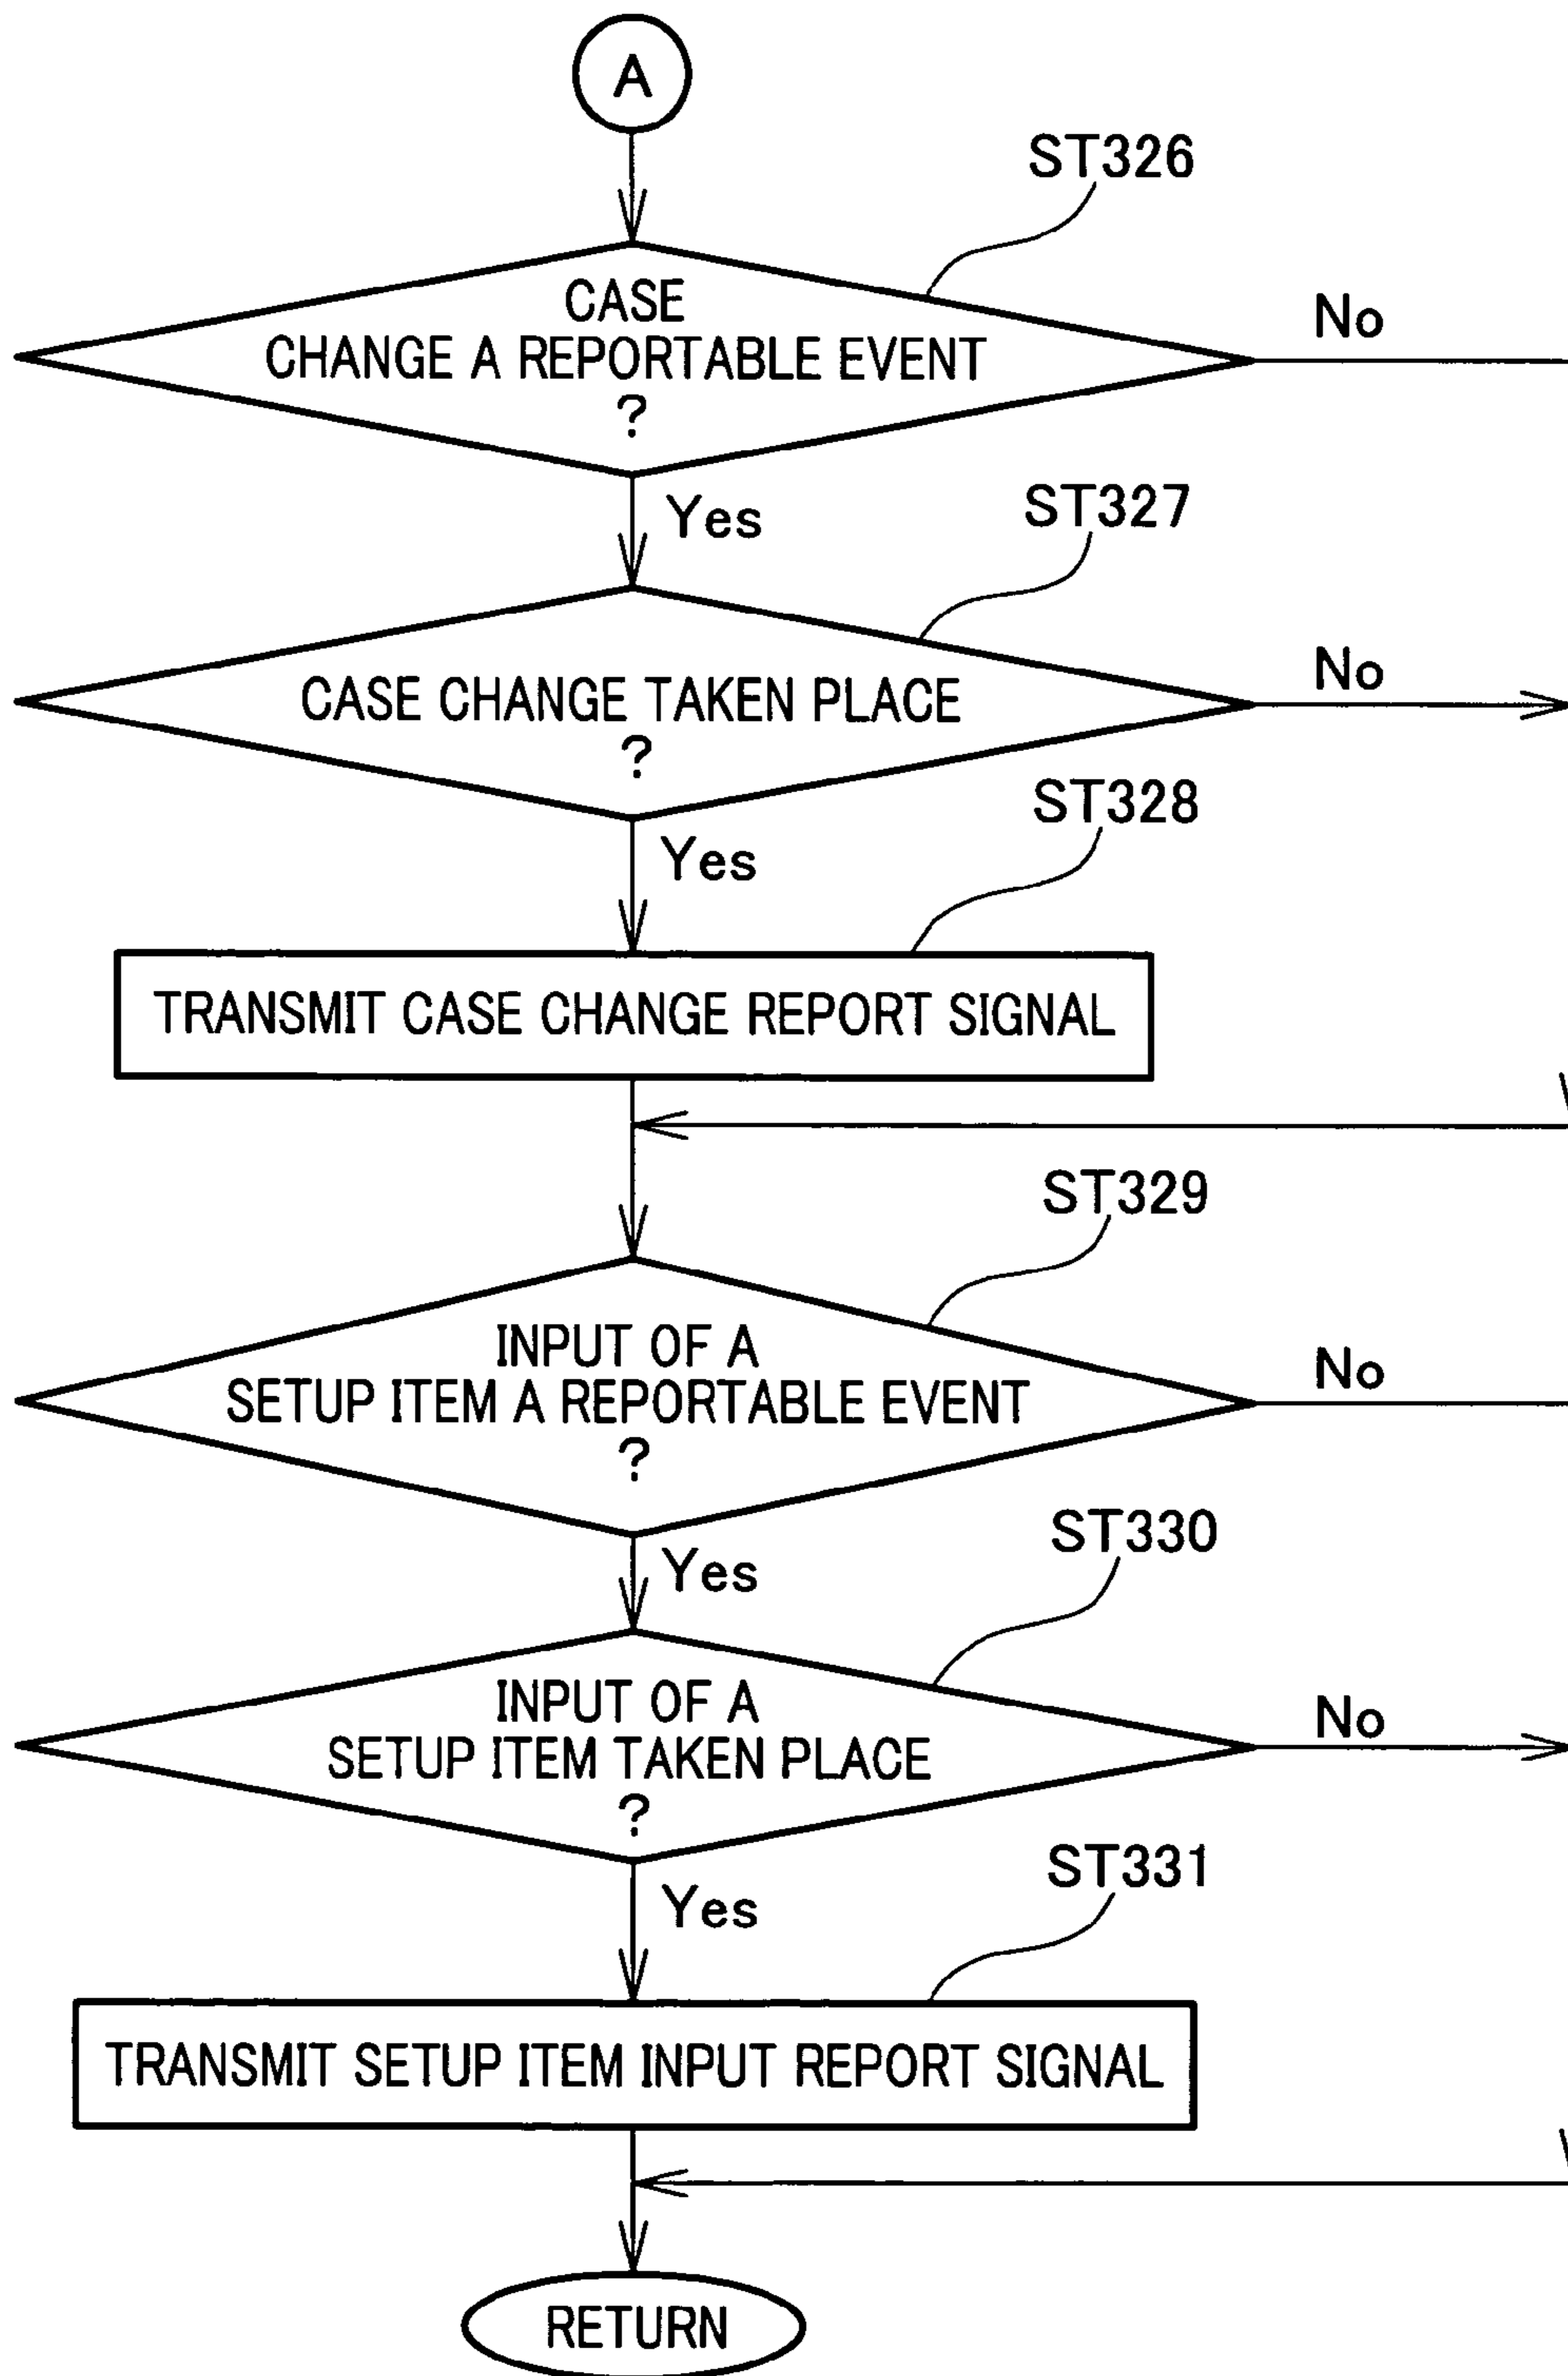 A
ST326
CASE
CHANGE A REPORTABLE EVENT
?
No
Yes
ST327
CASE CHANGE TAKEN PLACE
?
No
Yes
ST328
TRANSMIT CASE CHANGE REPORT SIGNAL
ST329
INPUT OF A
SETUP ITEM A REPORTABLE EVENT
?
No
Yes
ST330
INPUT OF A
SETUP ITEM TAKEN PLACE
?
No
Yes
ST331
TRANSMIT SETUP ITEM INPUT REPORT SIGNAL
RETURN